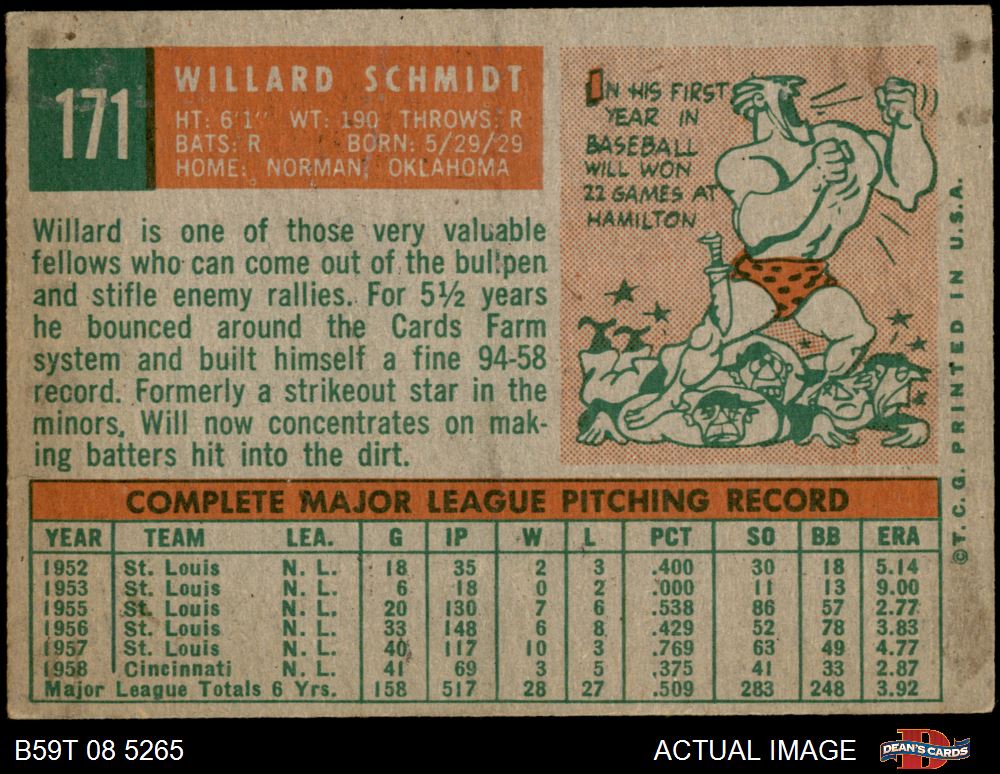 171
WILLARD SCHMIDT
HT: 6'1" WT: 190 THROWS: R
BATS: R BORN: 5/29/29
HOME: NORMAN, OKLAHOMA
IN HIS FIRST
YEAR IN
BASEBALL
WILL WON
22 GAMES AT
HAMILTON
Willard is one of those very valuable
fellows who can come out of the bullpen
and stifle enemy rallies. For 5½ years
he bounced around the Cards Farm
system and built himself a fine 94-58
record. Formerly a strikeout star in the
minors, Will now concentrates on mak-
ing batters hit into the dirt.
COMPLETE MAJOR LEAGUE PITCHING RECORD
YEAR TEAM LEA. G IP W L PCT SO BB ERA
1952 St. Louis N. L. 18 35 2 3 .400 30 18 5.14
1953 St. Louis N. L. 6 18 0 2 .000 11 13 9.00
1955 St. Louis N. L. 20 130 7 6 .538 86 57 2.77
1956 St. Louis N. L. 33 148 6 8 .429 52 78 3.83
1957 St. Louis N. L. 40 117 10 3 .769 63 49 4.77
1958 Cincinnati N. L. 41 69 3 5 .375 41 33 2.87
Major League Totals 6 Yrs. 158 517 28 27 .509 283 248 3.92
©T. C. G. PRINTED IN U.S.A.
B59T 08 5265
ACTUAL IMAGE
DEAN'S CARDS